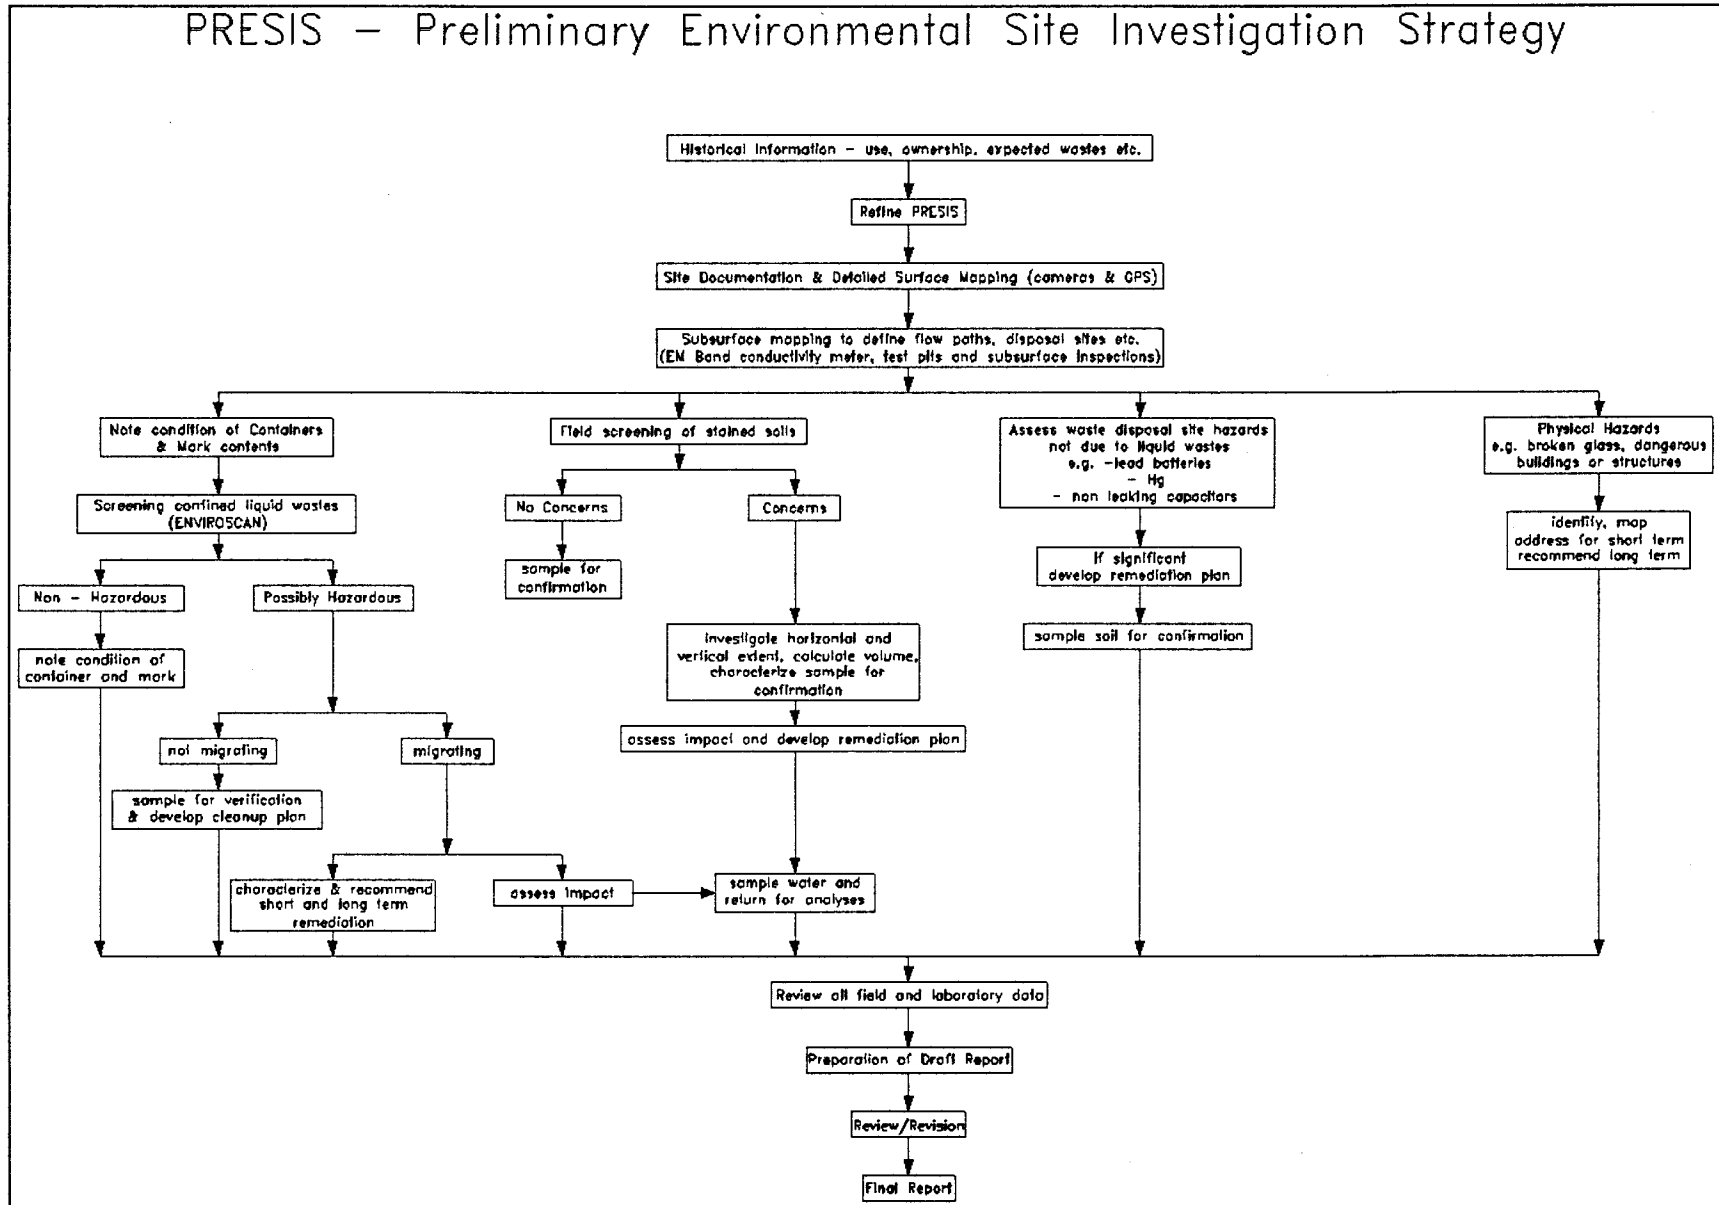 PRESIS – Preliminary Environmental Site Investigation Strategy
Historical Information – use, ownership, expected wastes etc.
Refine PRESIS
Site Documentation & Detailed Surface Mapping (cameras & GPS)
Subsurface mapping to define flow paths, disposal sites etc.
(EM Band conductivity meter, test pits and subsurface inspections)
Note condition of Containers
& Mark contents
Screening confined liquid wastes
(ENVIROSCAN)
Non – Hazardous
note condition of
container and mark
Possibly Hazardous
not migrating
sample for verification
& develop cleanup plan
migrating
characterize & recommend
short and long term
remediation
assess impact
Field screening of stained soils
No Concerns
sample for
confirmation
Concerns
investigate horizontal and
vertical extent, calculate volume,
characterize sample for
confirmation
assess impact and develop remediation plan
sample water and
return for analyses
Assess waste disposal site hazards
not due to liquid wastes
e.g. -lead batteries
- Hg
- non leaking capacitors
if significant
develop remediation plan
sample soil for confirmation
Physical Hazards
e.g. broken glass, dangerous
buildings or structures
identify, map
address for short term
recommend long term
Review all field and laboratory data
Preparation of Draft Report
Review/Revision
Final Report